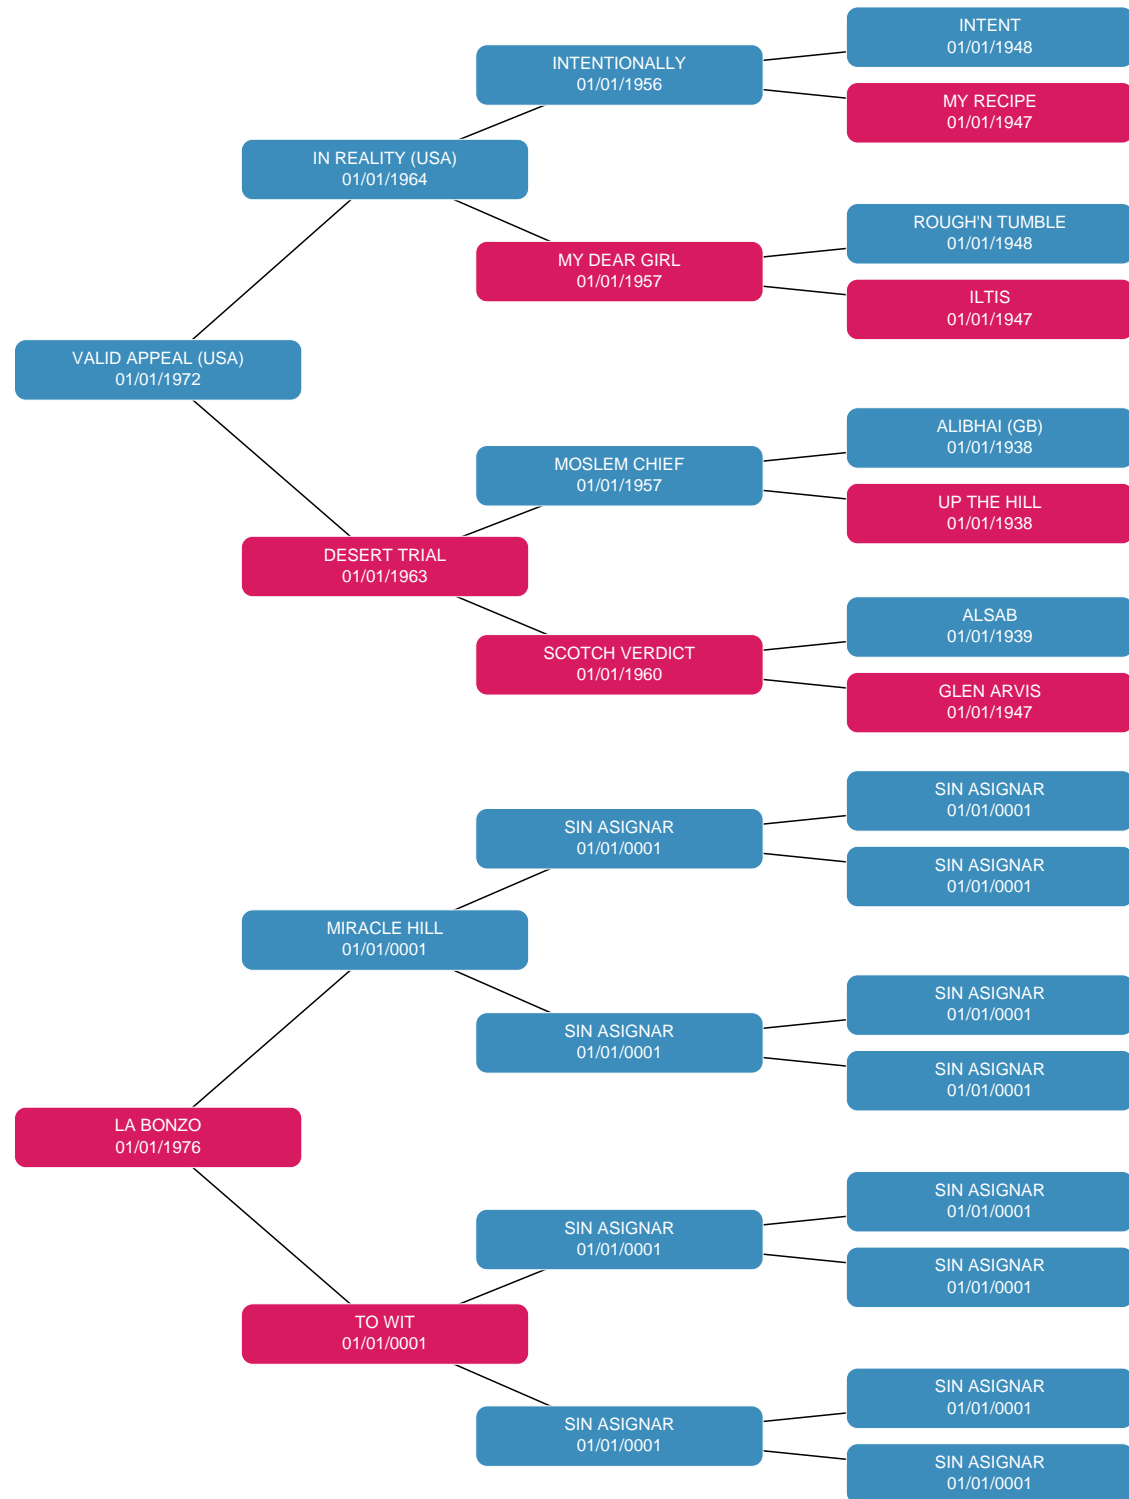 INTENT
01/01/1948
INTENTIONALLY
01/01/1956
MY RECIPE
01/01/1947
IN REALITY (USA)
01/01/1964
ROUGH'N TUMBLE
01/01/1948
MY DEAR GIRL
01/01/1957
ILTIS
01/01/1947
VALID APPEAL (USA)
01/01/1972
ALIBHAI (GB)
01/01/1938
MOSLEM CHIEF
01/01/1957
UP THE HILL
01/01/1938
DESERT TRIAL
01/01/1963
ALSAB
01/01/1939
SCOTCH VERDICT
01/01/1960
GLEN ARVIS
01/01/1947
SIN ASIGNAR
01/01/0001
SIN ASIGNAR
01/01/0001
SIN ASIGNAR
01/01/0001
MIRACLE HILL
01/01/0001
SIN ASIGNAR
01/01/0001
SIN ASIGNAR
01/01/0001
SIN ASIGNAR
01/01/0001
LA BONZO
01/01/1976
SIN ASIGNAR
01/01/0001
SIN ASIGNAR
01/01/0001
SIN ASIGNAR
01/01/0001
TO WIT
01/01/0001
SIN ASIGNAR
01/01/0001
SIN ASIGNAR
01/01/0001
SIN ASIGNAR
01/01/0001